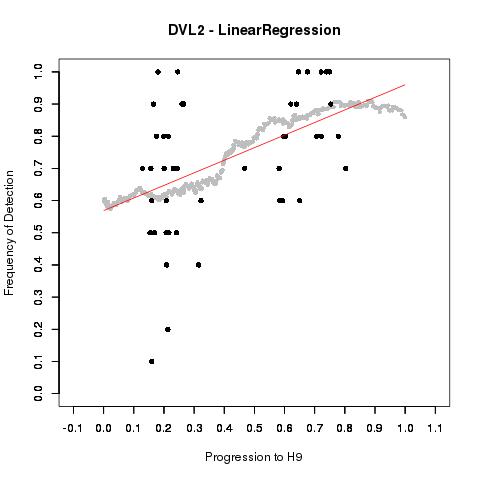 DVL2 - LinearRegression
Frequency of Detection
1.0
0.9
0.8
0.7
0.6
0.5
0.4
0.3
0.2
0.1
0.0
-0.1 0.0 0.1 0.2 0.3 0.4 0.5 0.6 0.7 0.8 0.9 1.0 1.1
Progression to H9